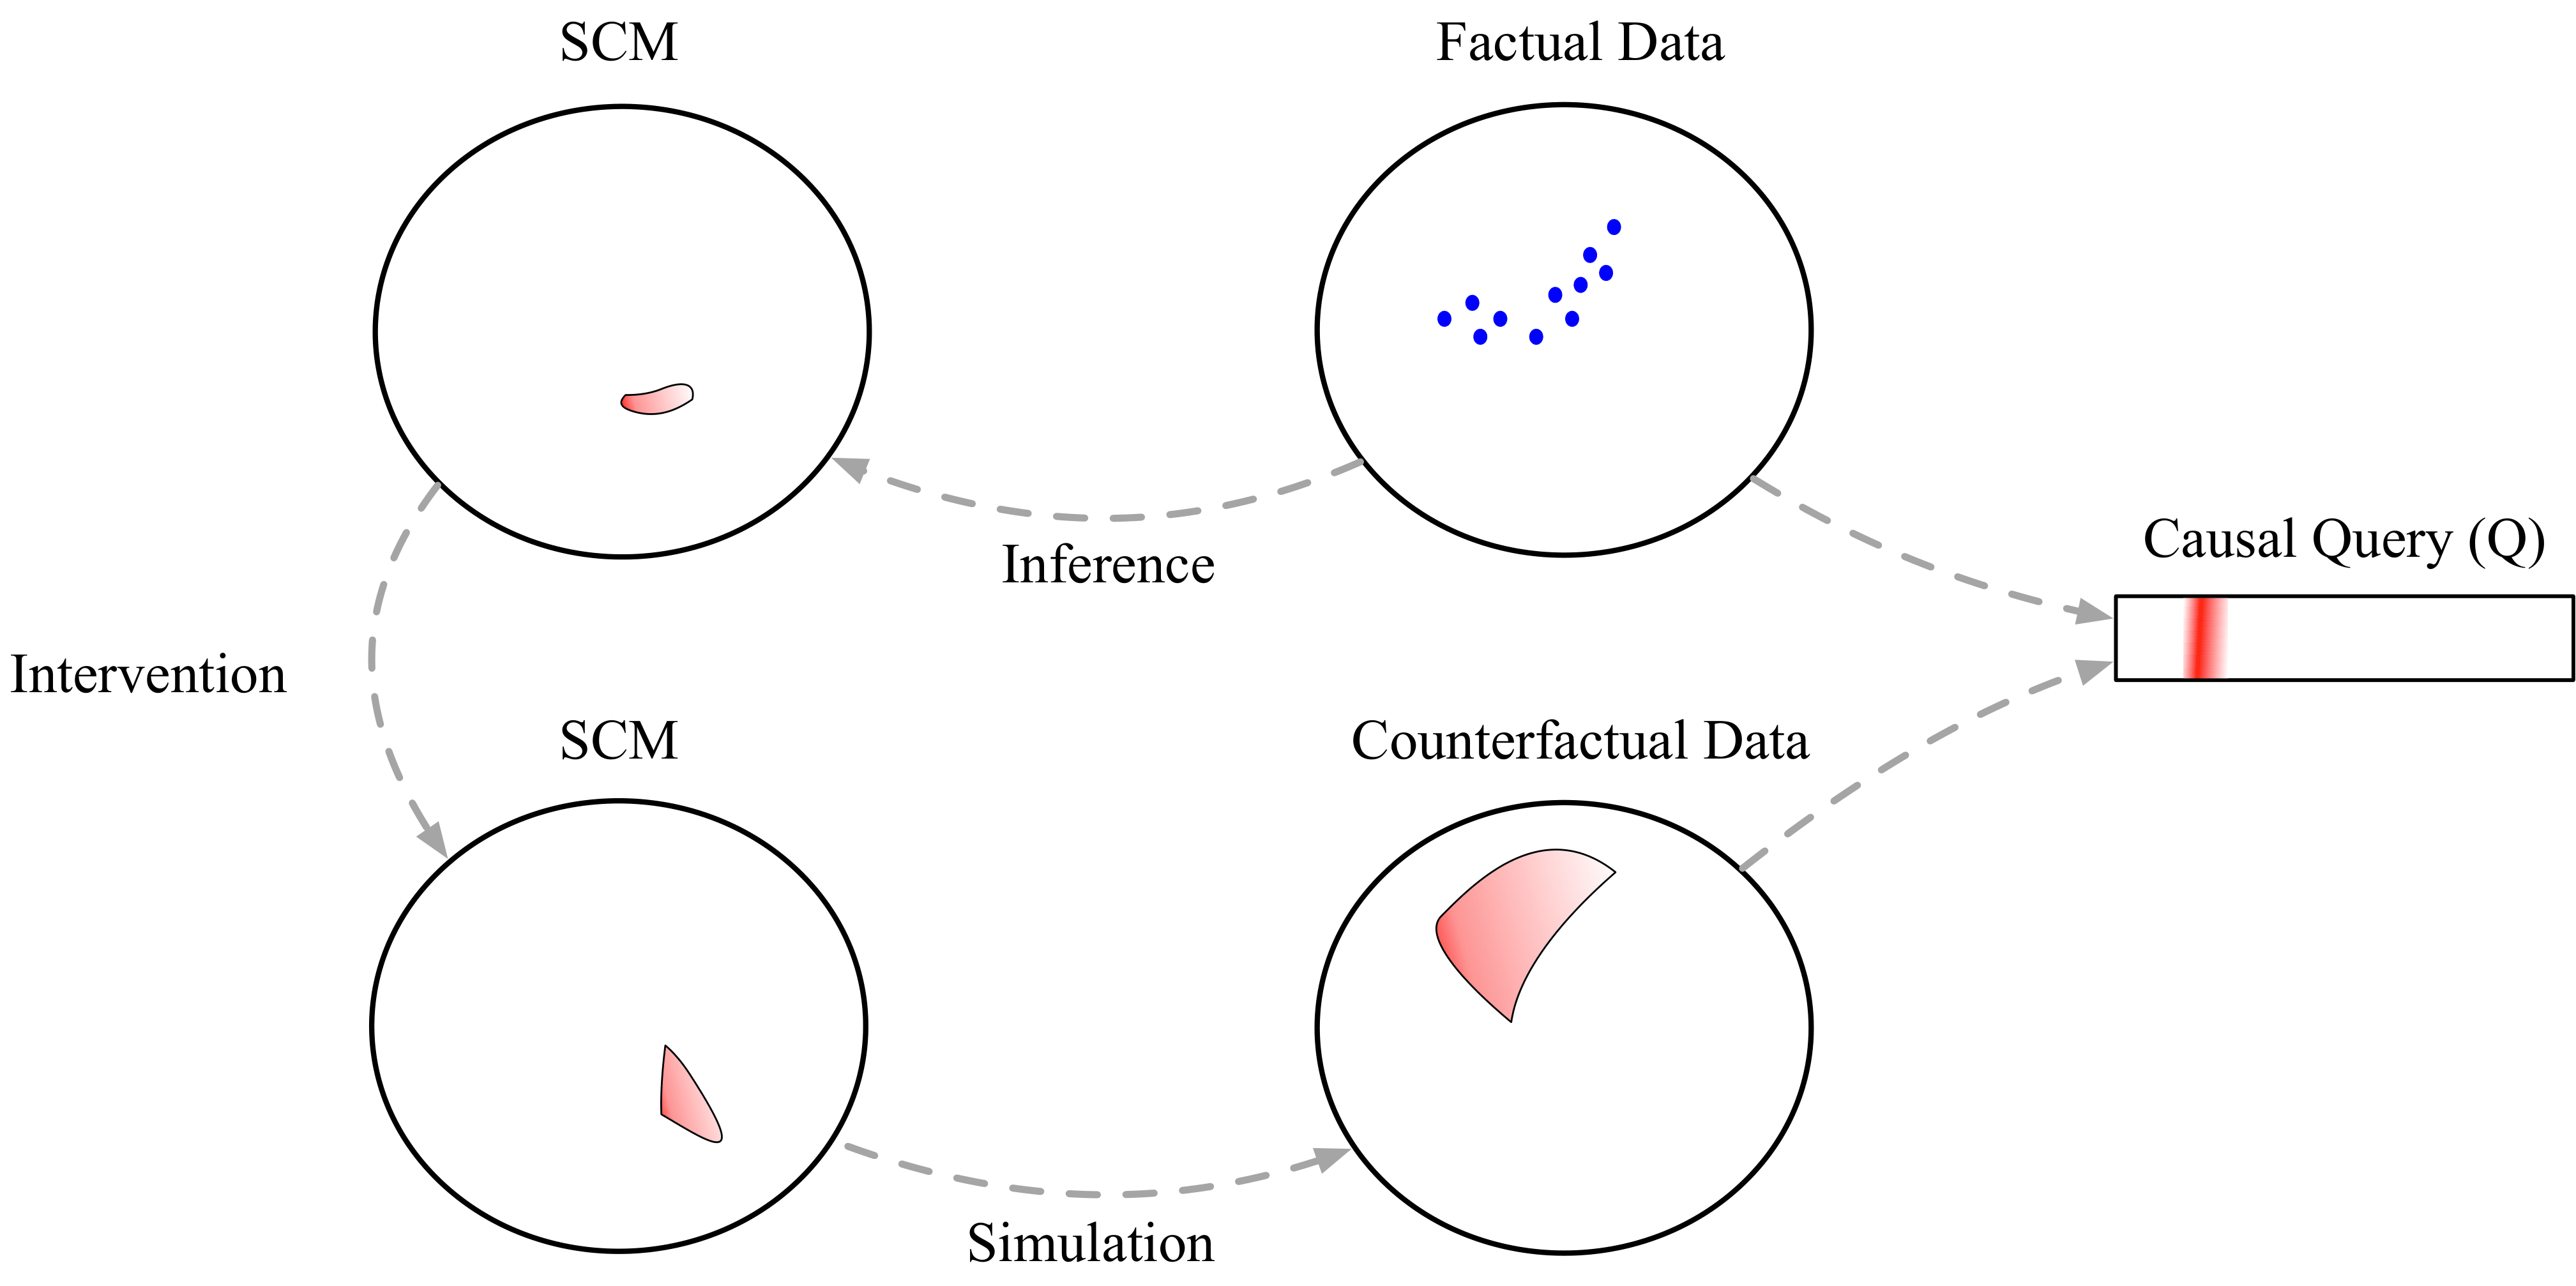 SCM
Factual Data
Inference
Causal Query (Q)
Intervention
SCM
Counterfactual Data
Simulation